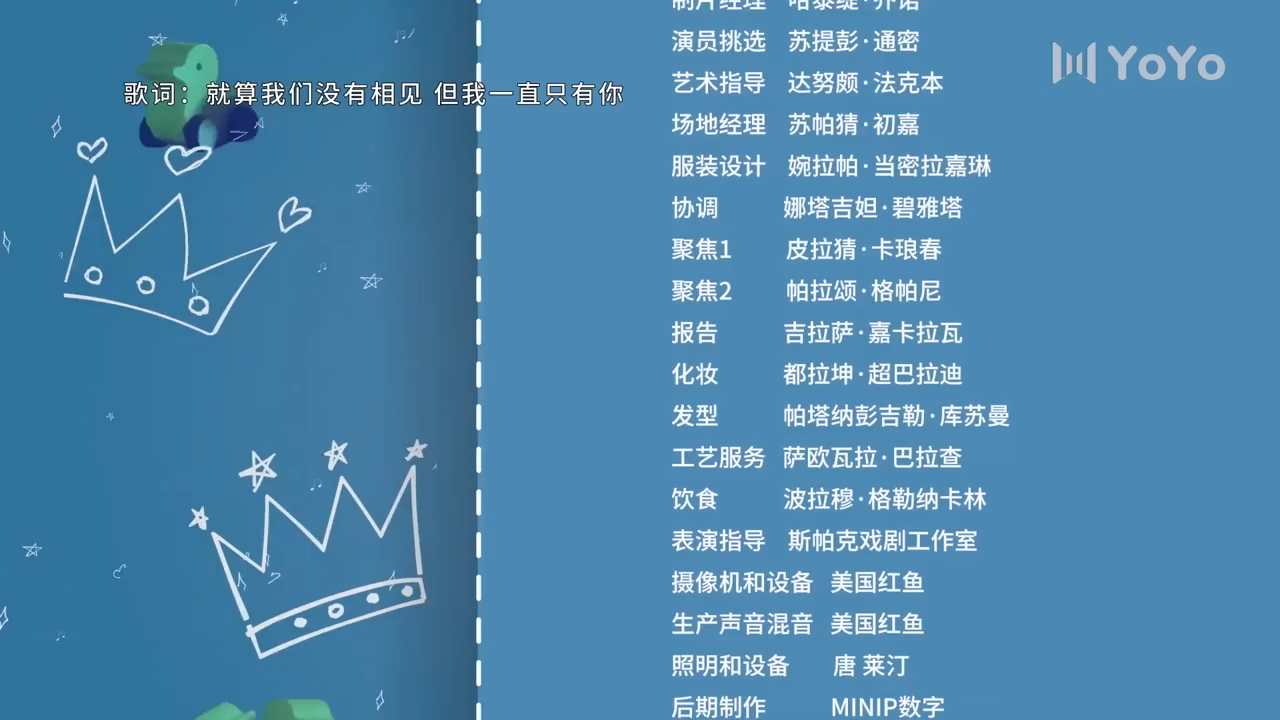 制片经理 哈泰缇·乔诺
演员挑选 苏提彭·通密
YoYo
艺术指导 达努颇·法克本
歌词：就算我们没有相见 但我一直只有你
场地经理 苏帕猜·初嘉
服装设计 婉拉帕·当密拉嘉琳
协调 娜塔吉妲·碧雅塔
聚焦1 皮拉猜·卡琅春
聚焦2 帕拉颂·格帕尼
报告 吉拉萨·嘉卡拉瓦
化妆 都拉坤·超巴拉迪
发型 帕塔纳彭吉勒·库苏曼
工艺服务 萨欧瓦拉·巴拉查
饮食 波拉穆·格勒纳卡林
表演指导 斯帕克戏剧工作室
摄像机和设备 美国红鱼
生产声音混音 美国红鱼
照明和设备 唐 莱汀
后期制作 MINIP数字